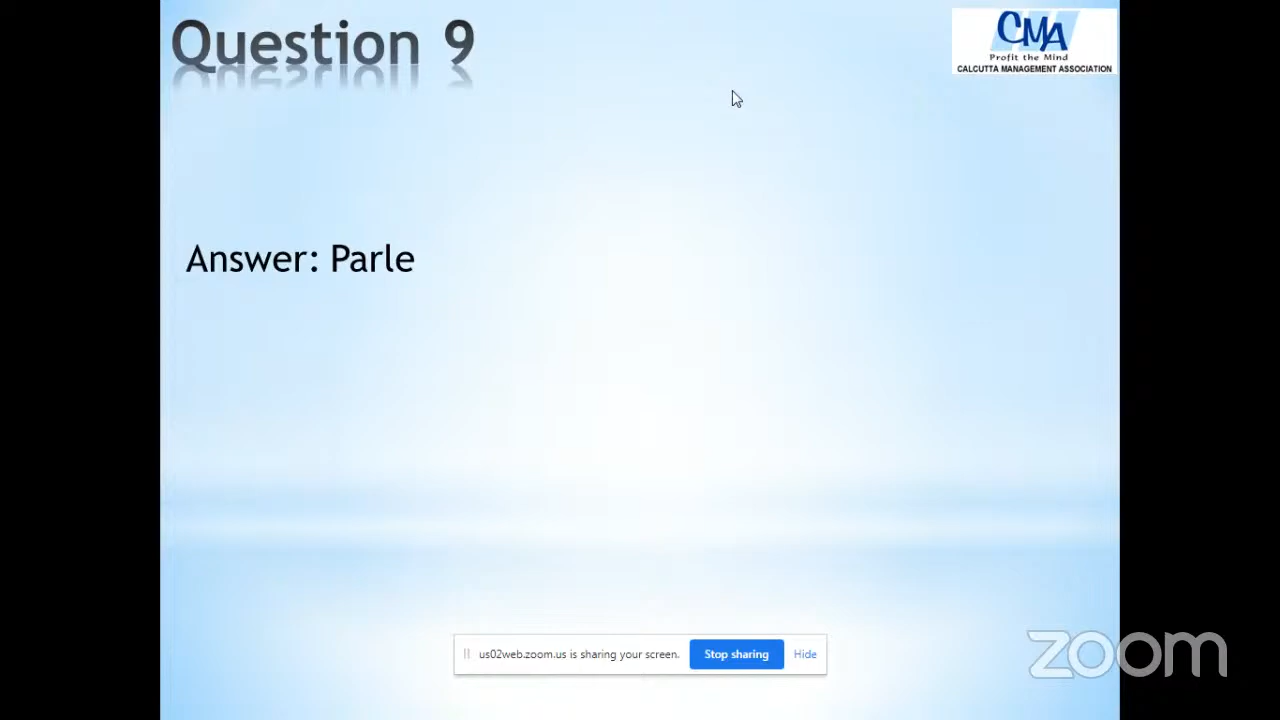 Question 9
CMA
Profit the Mind
CALCUTTA MANAGEMENT ASSOCIATION
Answer: Parle
us02web.zoom.us is sharing your screen.
Stop sharing
Hide
zoom